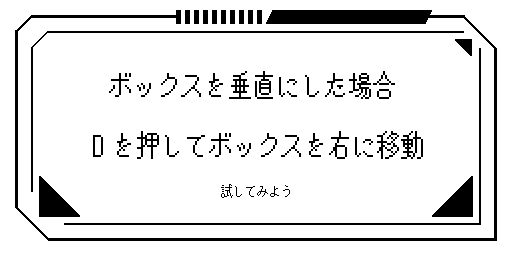 ボックスを垂直にした場合
D を押してボックスを右に移動
試してみよう